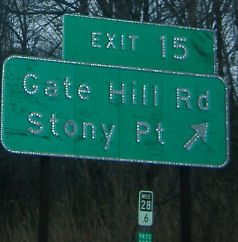 EXIT 15
Gate Hill Rd
Stony Pt
MILE
28
.6